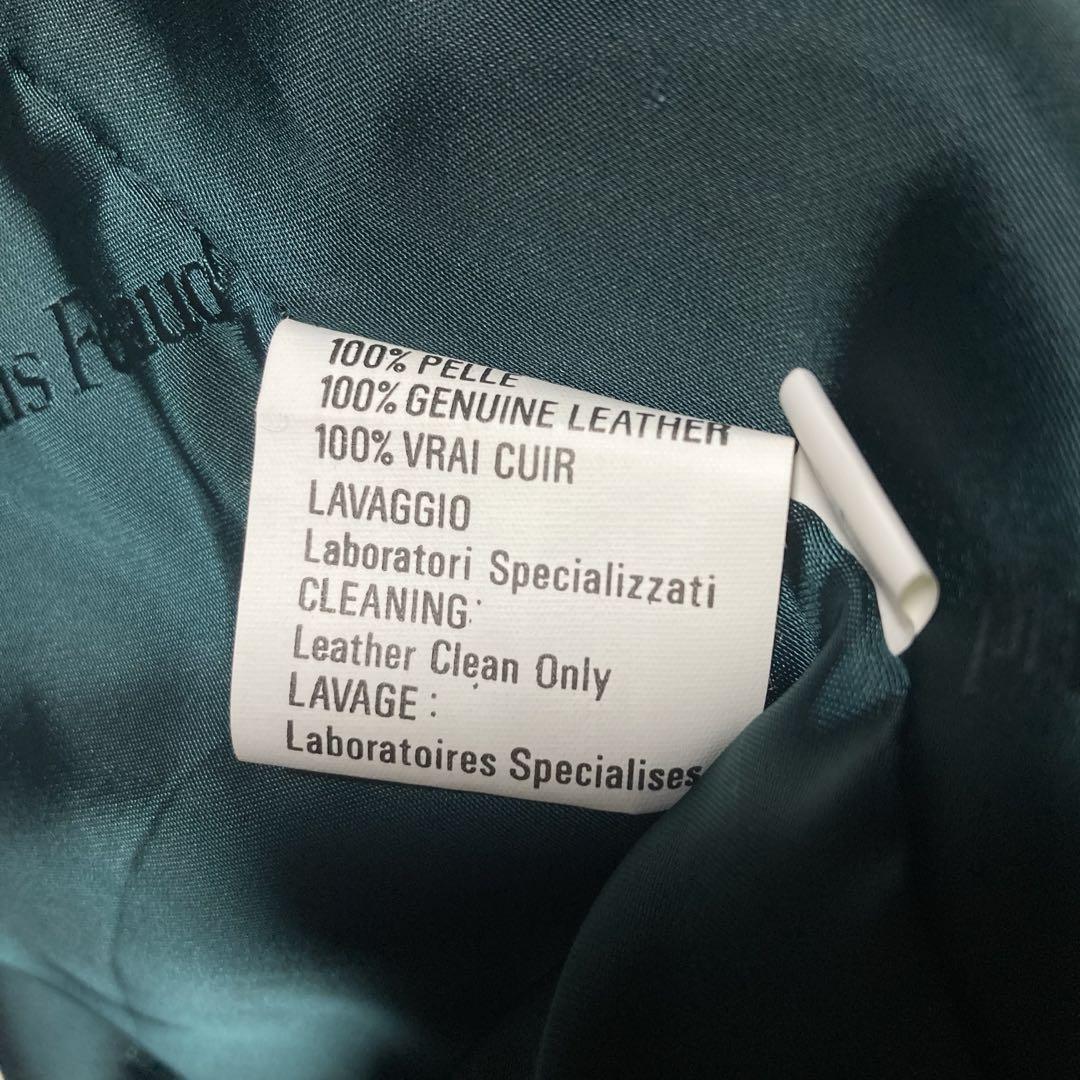 100% PELLE
100% GENUINE LEATHER
100% VRAI CUIR
LAVAGGIO
Laboratori Specializzati
CLEANING:
Leather Clean Only
LAVAGE :
Laboratoires Specialises